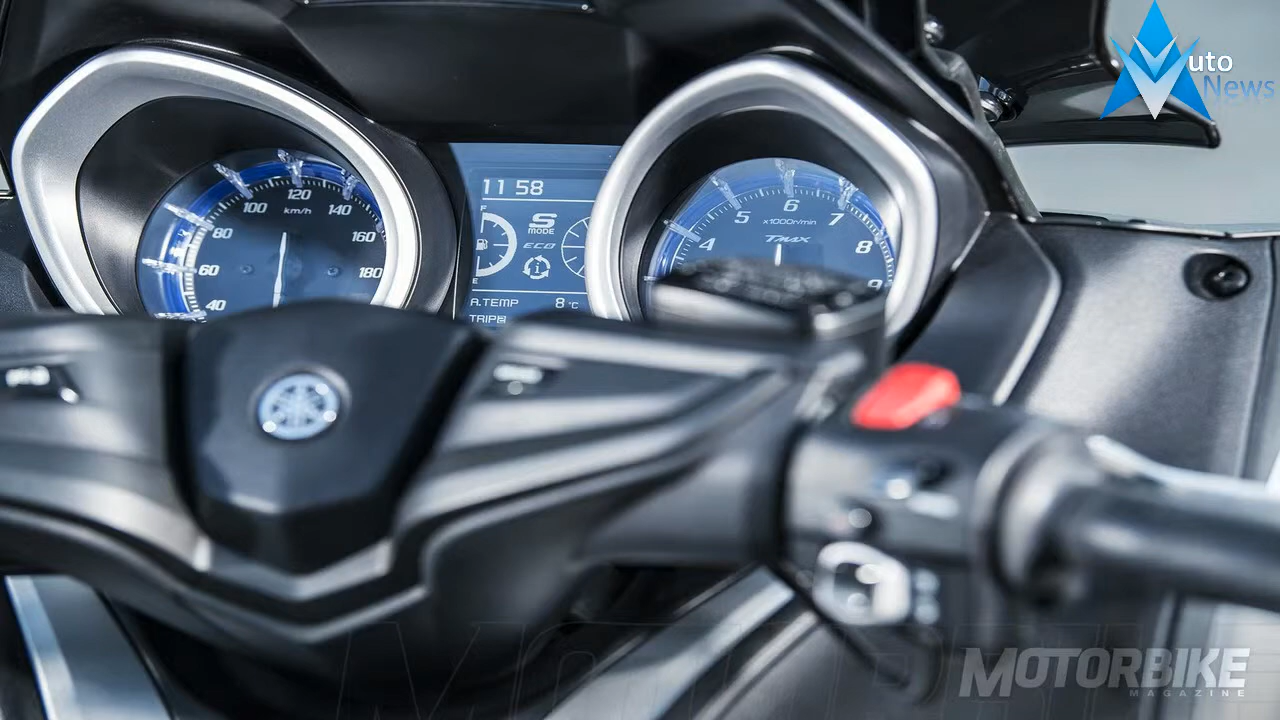 uto
News
11 58
F
S
MODE
ECO
E
A.TEMP 8°C
TRIP
40
60
80
100
120
140
160
180
km/h
4
5
6
7
8
9
x1000r/min
TMAX
MOTORBIKE
MAGAZINE